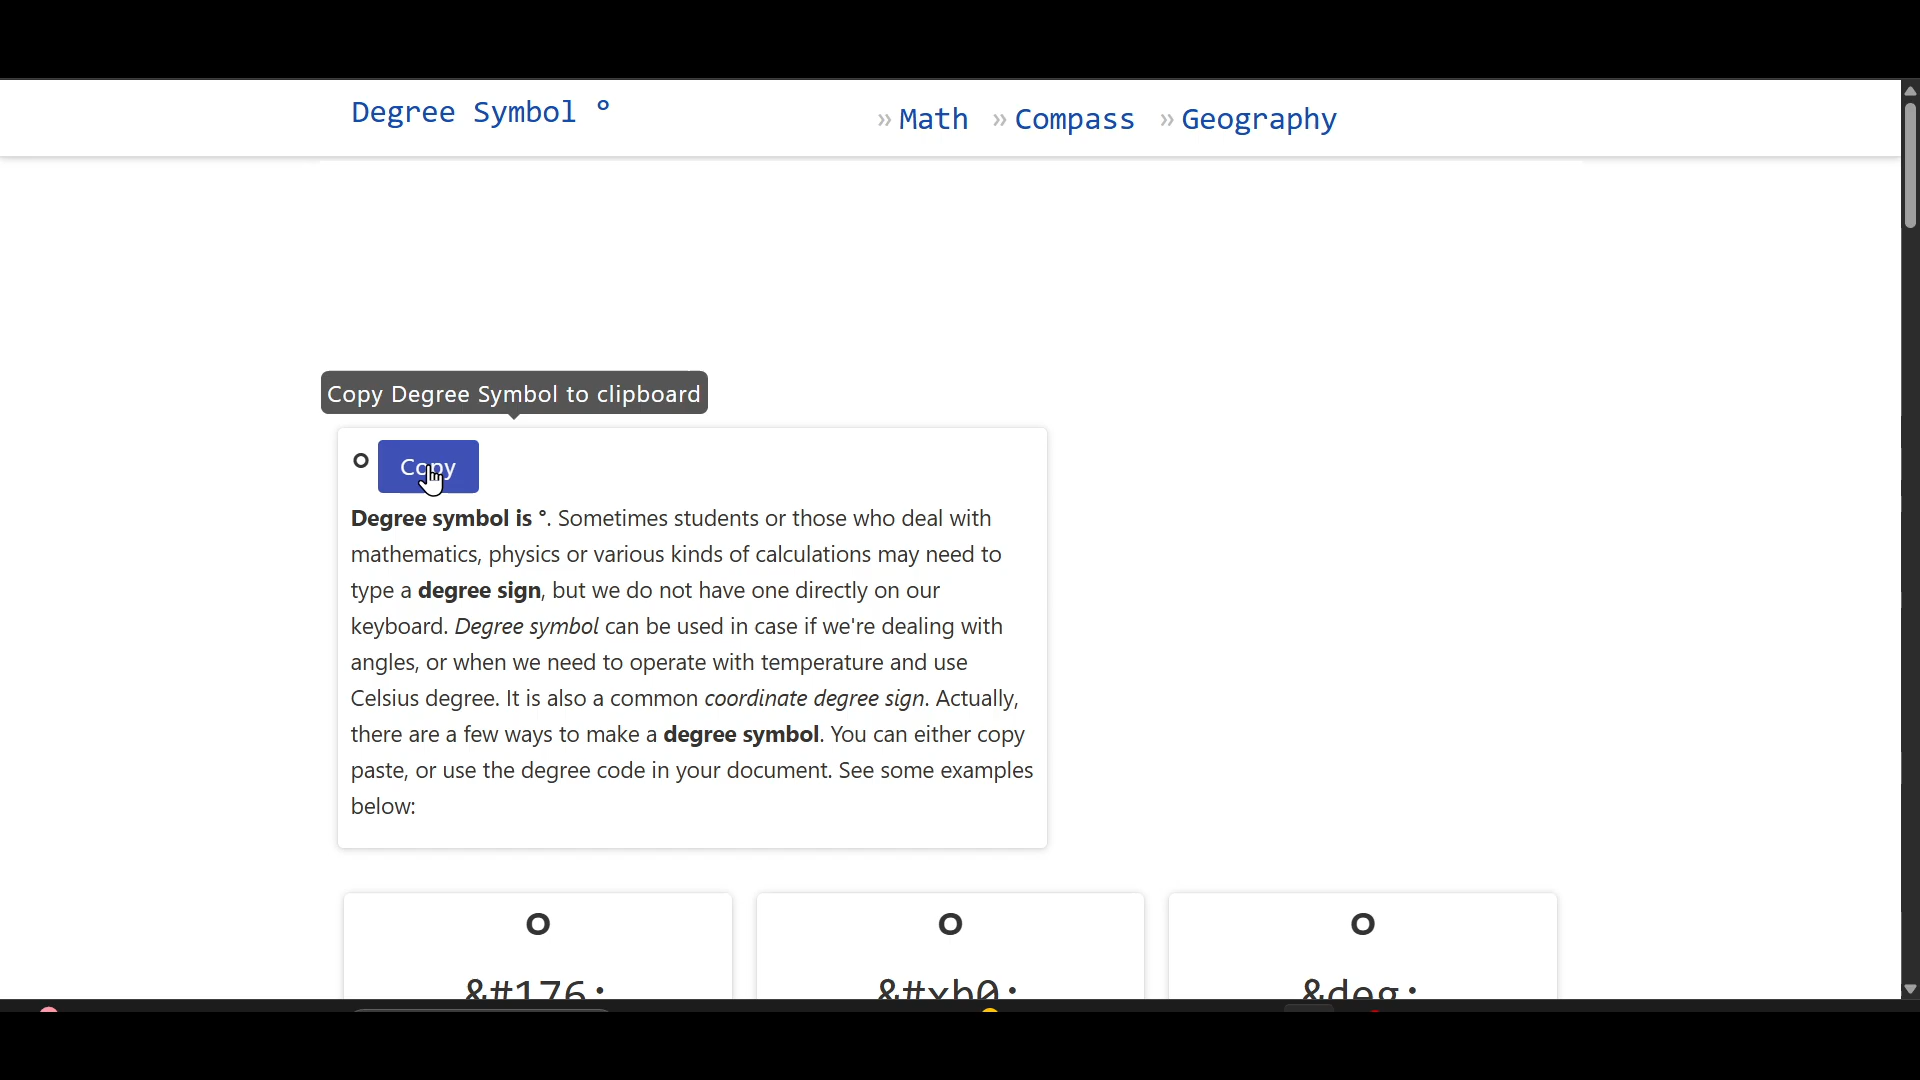 Degree Symbol °
» Math » Compass » Geography
Copy Degree Symbol to clipboard
° Copy
Degree symbol is °. Sometimes students or those who deal with
mathematics, physics or various kinds of calculations may need to
type a degree sign, but we do not have one directly on our
keyboard. Degree symbol can be used in case if we're dealing with
angles, or when we need to operate with temperature and use
Celsius degree. It is also a common coordinate degree sign. Actually,
there are a few ways to make a degree symbol. You can either copy
paste, or use the degree code in your document. See some examples
below:
° ° °
&#176; &#xb0; &deg;